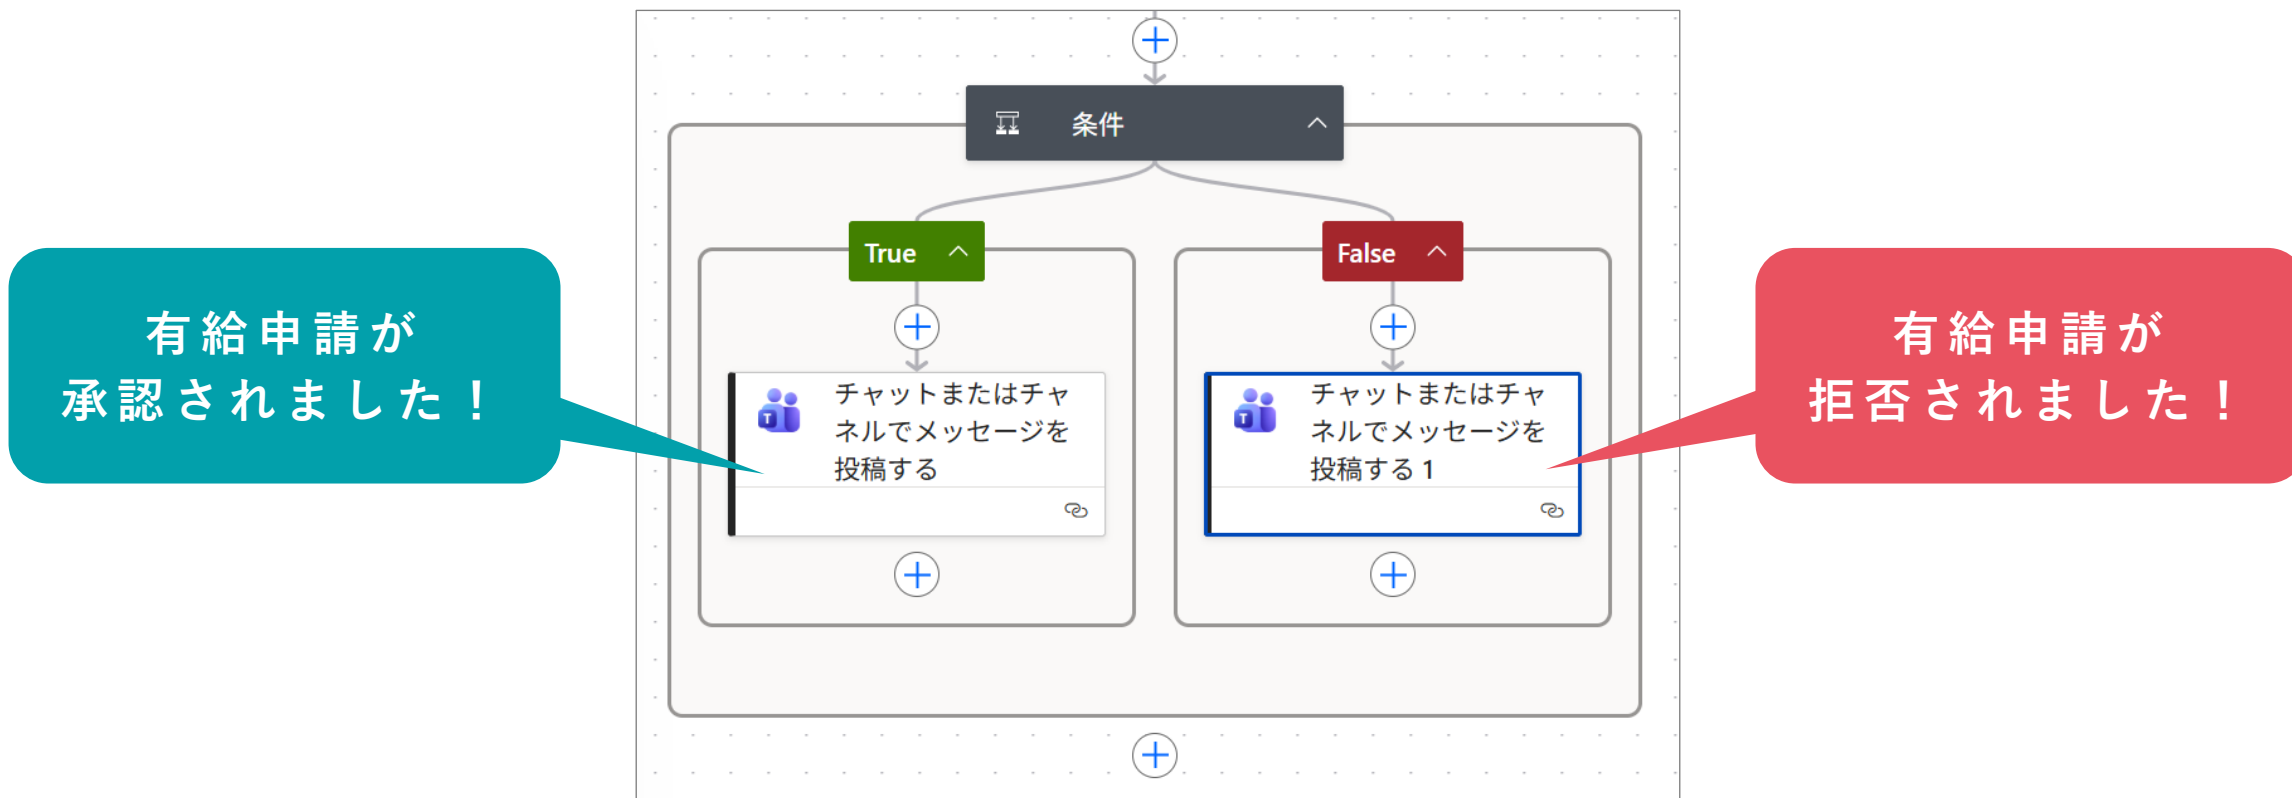 条件
True
False
有給申請が
承認されました！
チャットまたはチャ
ネルでメッセージを
投稿する
チャットまたはチャ
ネルでメッセージを
投稿する 1
有給申請が
拒否されました！